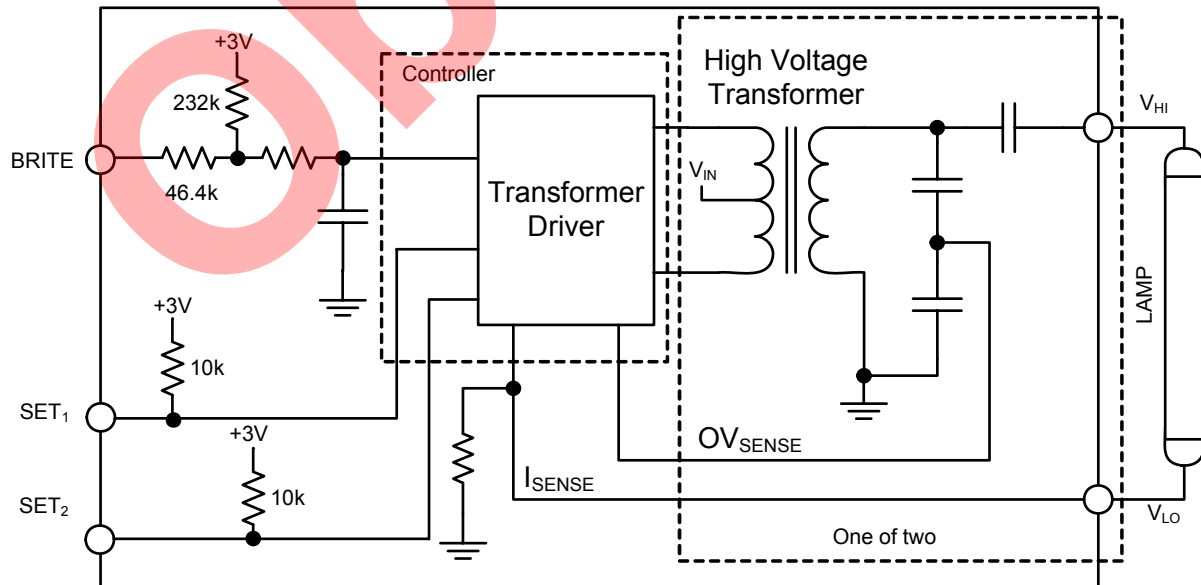 +3V
232k
BRITE
46.4k
Controller
Transformer
Driver
High Voltage
Transformer
V_IN
V_HI
LAMP
+3V
10k
SET_1
+3V
10k
SET_2
OV_SENSE
I_SENSE
V_LO
One of two